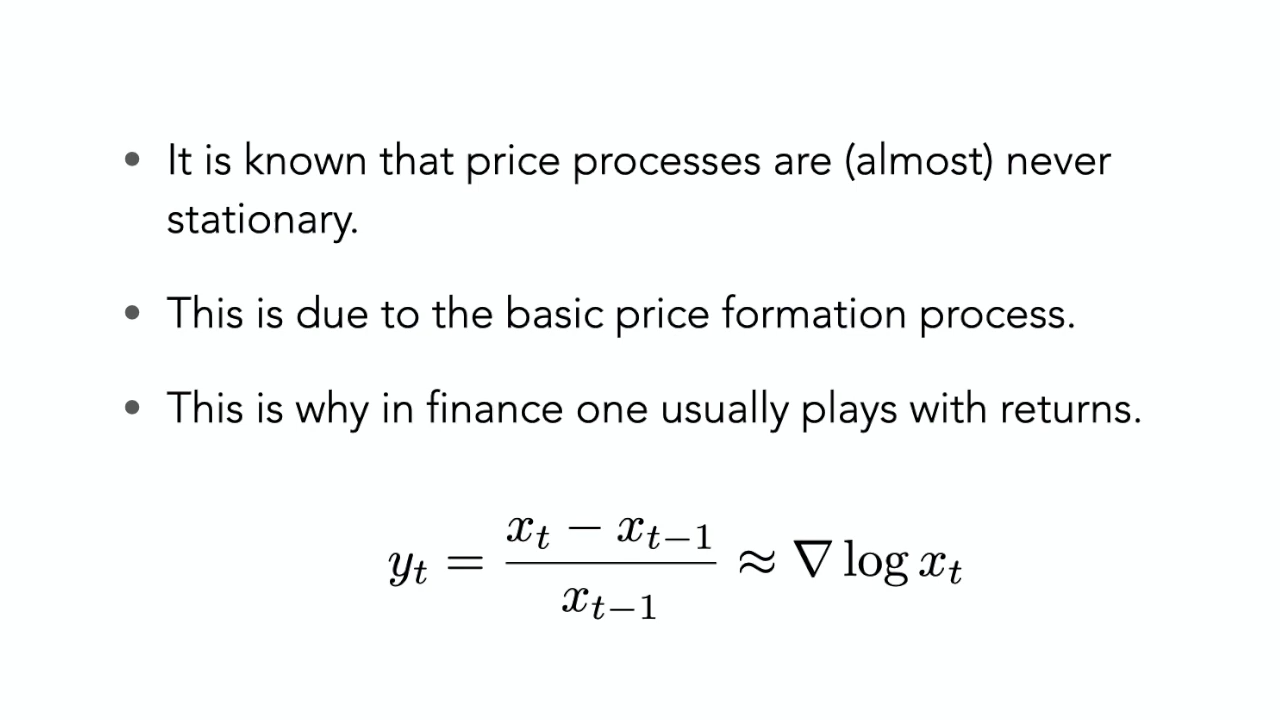 • It is known that price processes are (almost) never
stationary.
• This is due to the basic price formation process.
• This is why in finance one usually plays with returns.
y_t = \frac{x_t - x_{t-1}}{x_{t-1}} ≈ ∇ log x_t